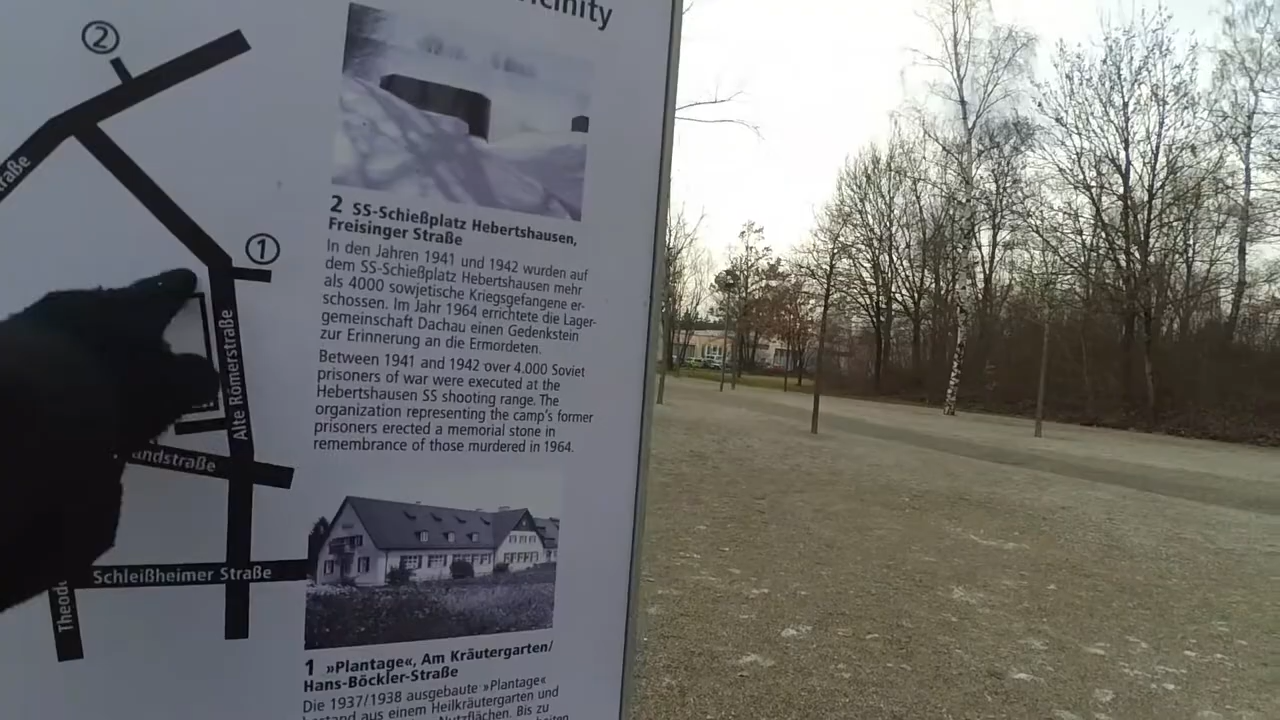 ②
①
Alte Römerstraße
Schleißheimer Straße
2 SS-Schießplatz Hebertshausen,
Freisinger Straße
In den Jahren 1941 und 1942 wurden auf
dem SS-Schießplatz Hebertshausen mehr
als 4000 sowjetische Kriegsgefangene er-
schossen. Im Jahr 1964 errichtete die Lager-
gemeinschaft Dachau einen Gedenkstein
zur Erinnerung an die Ermordeten.
Between 1941 and 1942 over 4.000 Soviet
prisoners of war were executed at the
Hebertshausen SS shooting range. The
organization representing the camp's former
prisoners erected a memorial stone in
remembrance of those murdered in 1964.
1 »Plantage«, Am Kräutergarten/
Hans-Böckler-Straße
Die 1937/1938 ausgebaute »Plantage«
bestand aus einem Heilkräutergarten und
Nutzflächen. Bis zu